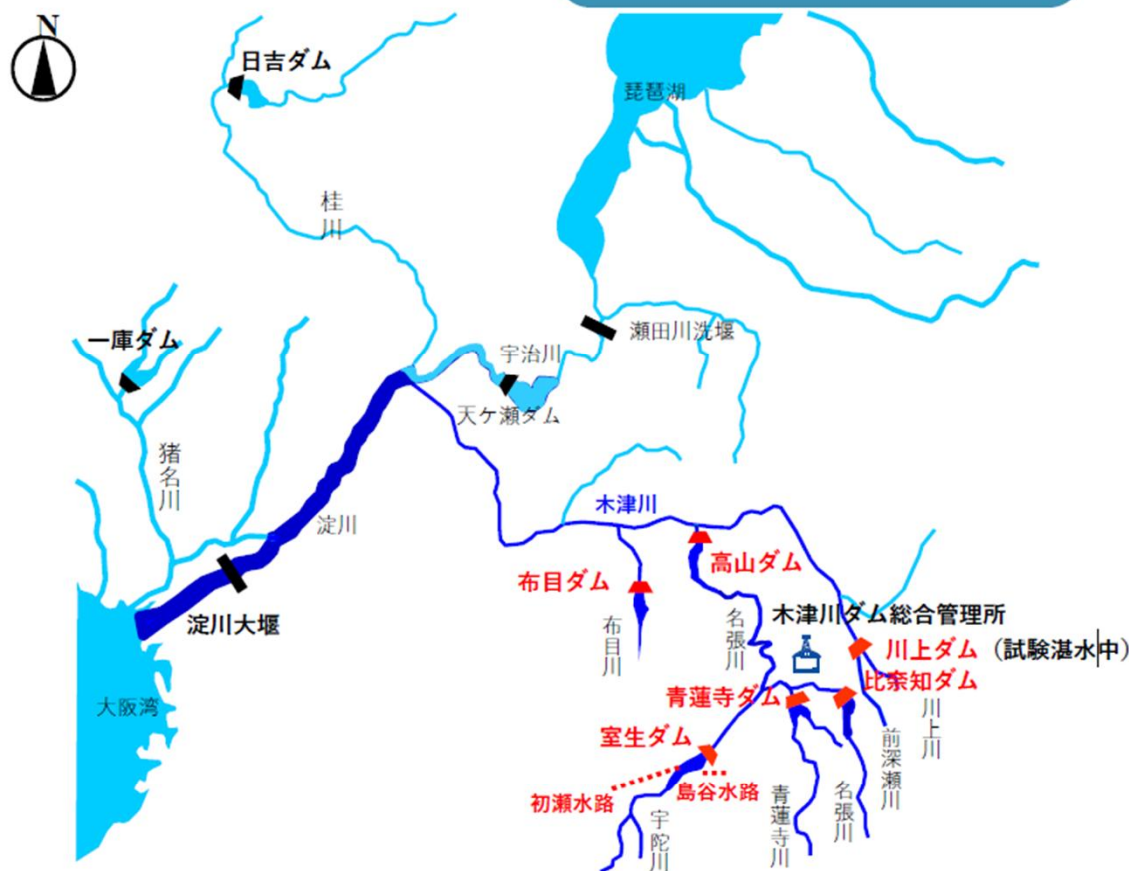 N
日吉ダム
琵琶湖
桂川
一庫ダム
瀬田川洗堰
宇治川
天ケ瀬ダム
猪名川
淀川
木津川
高山ダム
布目ダム
淀川大堰
布目川
名張川
木津川ダム総合管理所
川上ダム (試験湛水中)
比奈知ダム
青蓮寺ダム
大阪湾
川上川
室生ダム
前深瀬川
初瀬水路
島谷水路
青蓮寺川
名張川
宇陀川